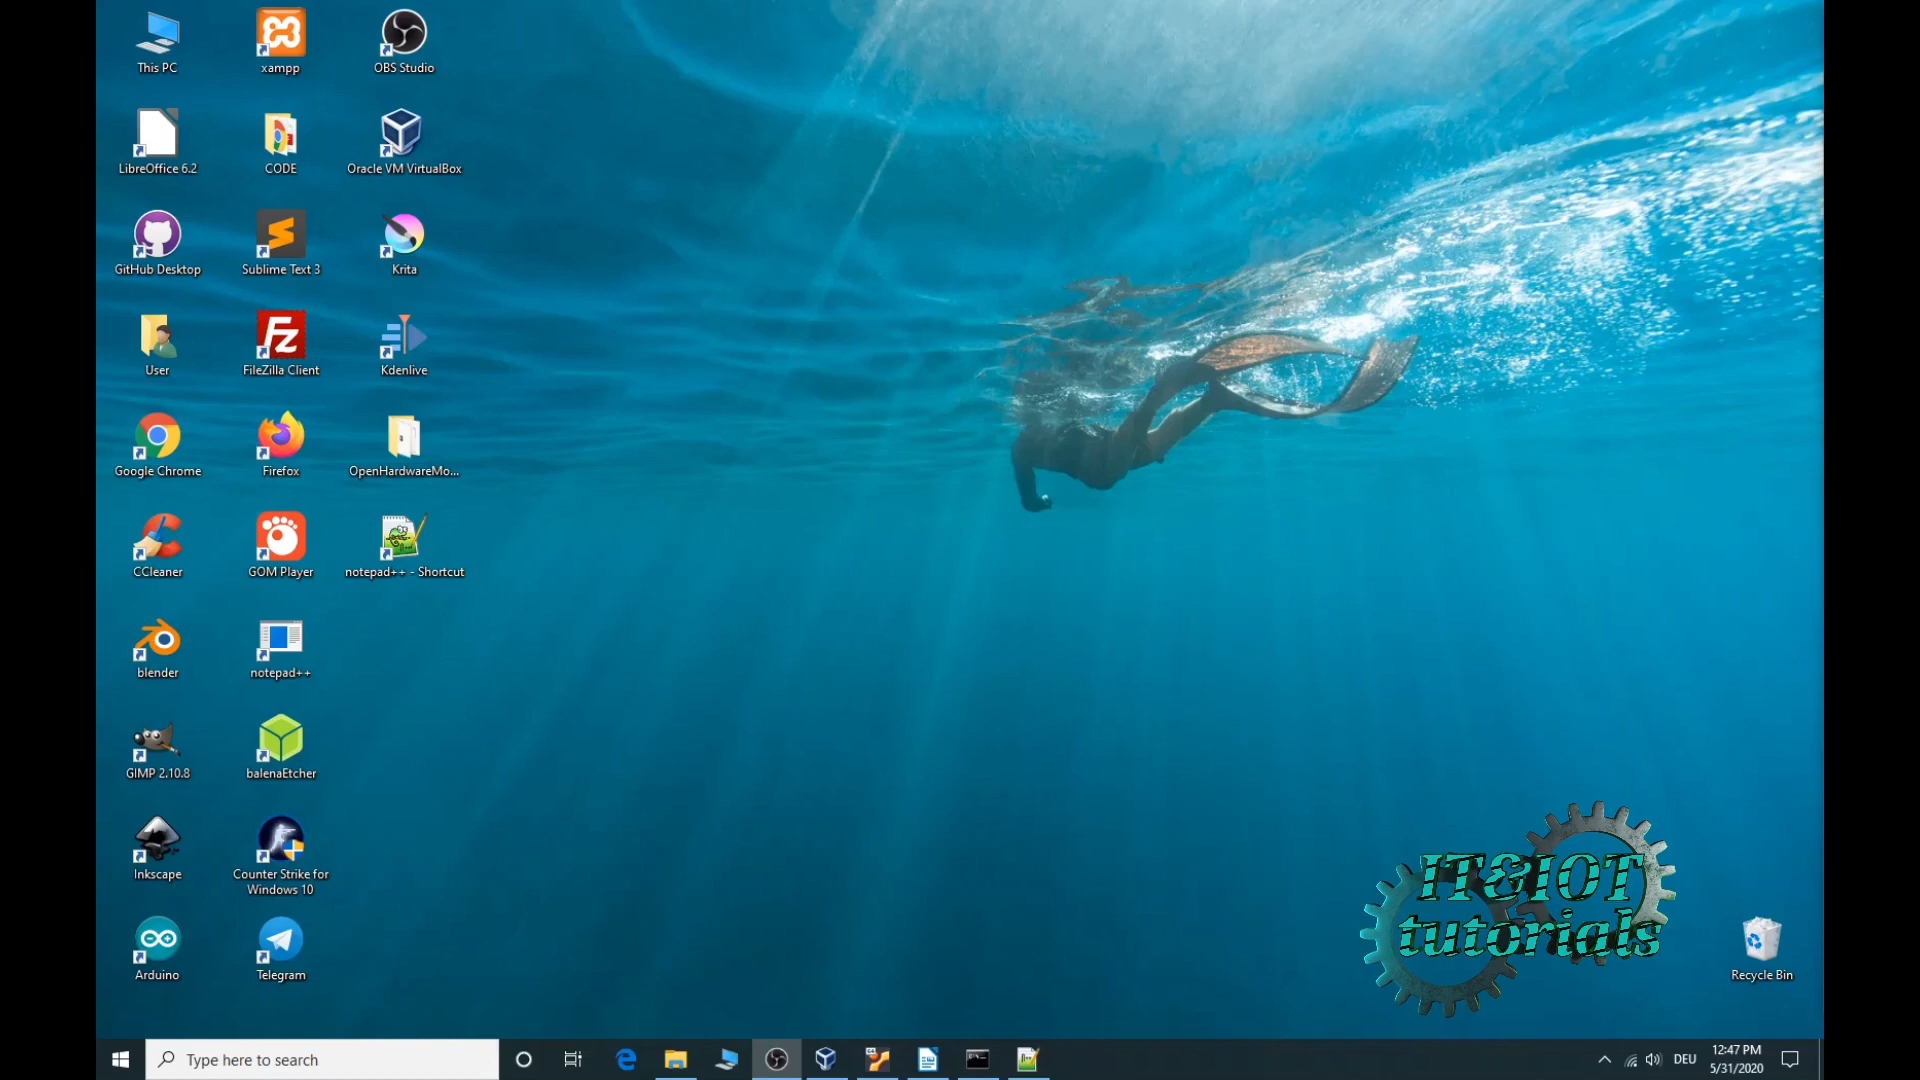 This PC
xampp
OBS Studio
LibreOffice 6.2
CODE
Oracle VM VirtualBox
GitHub Desktop
Sublime Text 3
Krita
User
Fz
FileZilla Client
Kdenlive
Google Chrome
Firefox
OpenHardwareMo...
CCleaner
GOM Player
notepad++ - Shortcut
blender
notepad++
GIMP 2.10.8
balenaEtcher
Inkscape
Counter Strike for
Windows 10
Arduino
Telegram
IT&IOT
tutorials
Recycle Bin
Type here to search
DEU
12:47 PM
5/31/2020